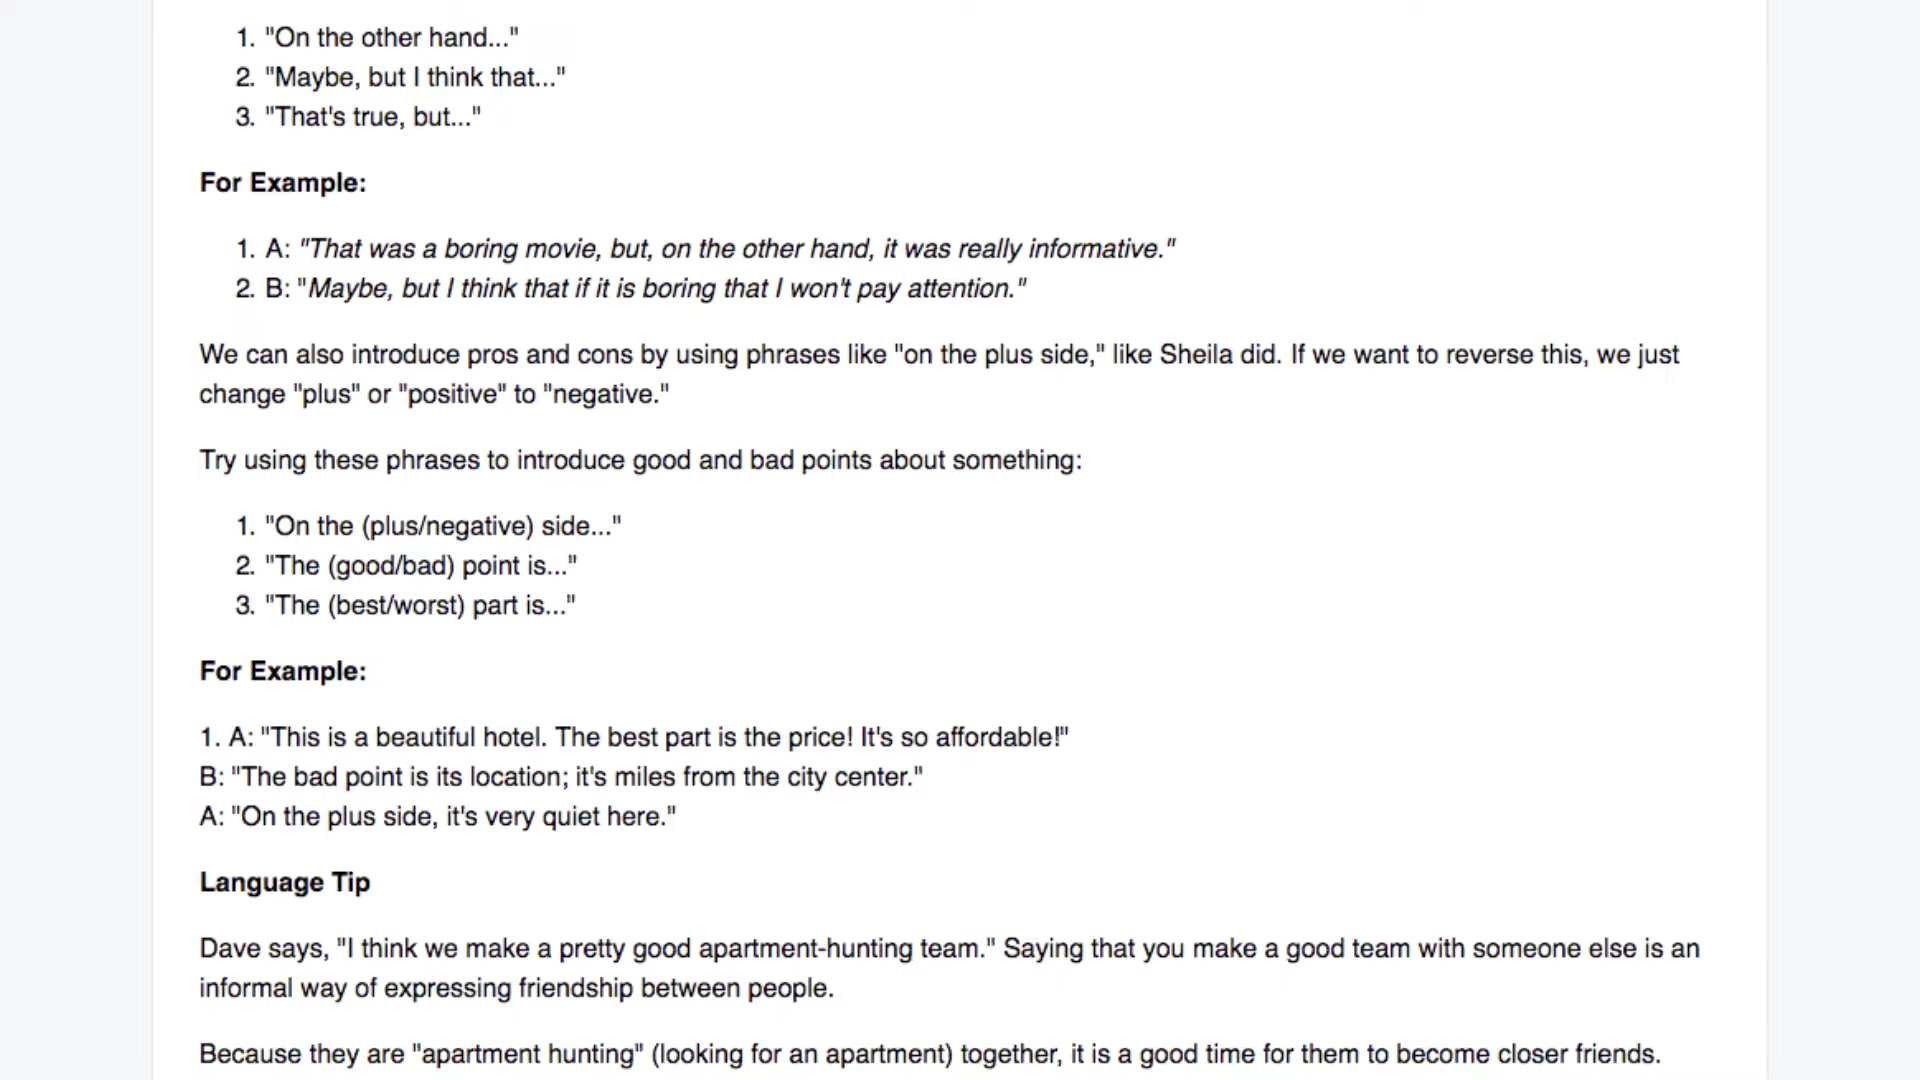 1. "On the other hand..."
2. "Maybe, but I think that..."
3. "That's true, but..."
For Example:
1. A: "That was a boring movie, but, on the other hand, it was really informative."
2. B: "Maybe, but I think that if it is boring that I won't pay attention."
We can also introduce pros and cons by using phrases like "on the plus side," like Sheila did. If we want to reverse this, we just
change "plus" or "positive" to "negative."
Try using these phrases to introduce good and bad points about something:
1. "On the (plus/negative) side..."
2. "The (good/bad) point is..."
3. "The (best/worst) part is..."
For Example:
1. A: "This is a beautiful hotel. The best part is the price! It's so affordable!"
B: "The bad point is its location; it's miles from the city center."
A: "On the plus side, it's very quiet here."
Language Tip
Dave says, "I think we make a pretty good apartment-hunting team." Saying that you make a good team with someone else is an
informal way of expressing friendship between people.
Because they are "apartment hunting" (looking for an apartment) together, it is a good time for them to become closer friends.